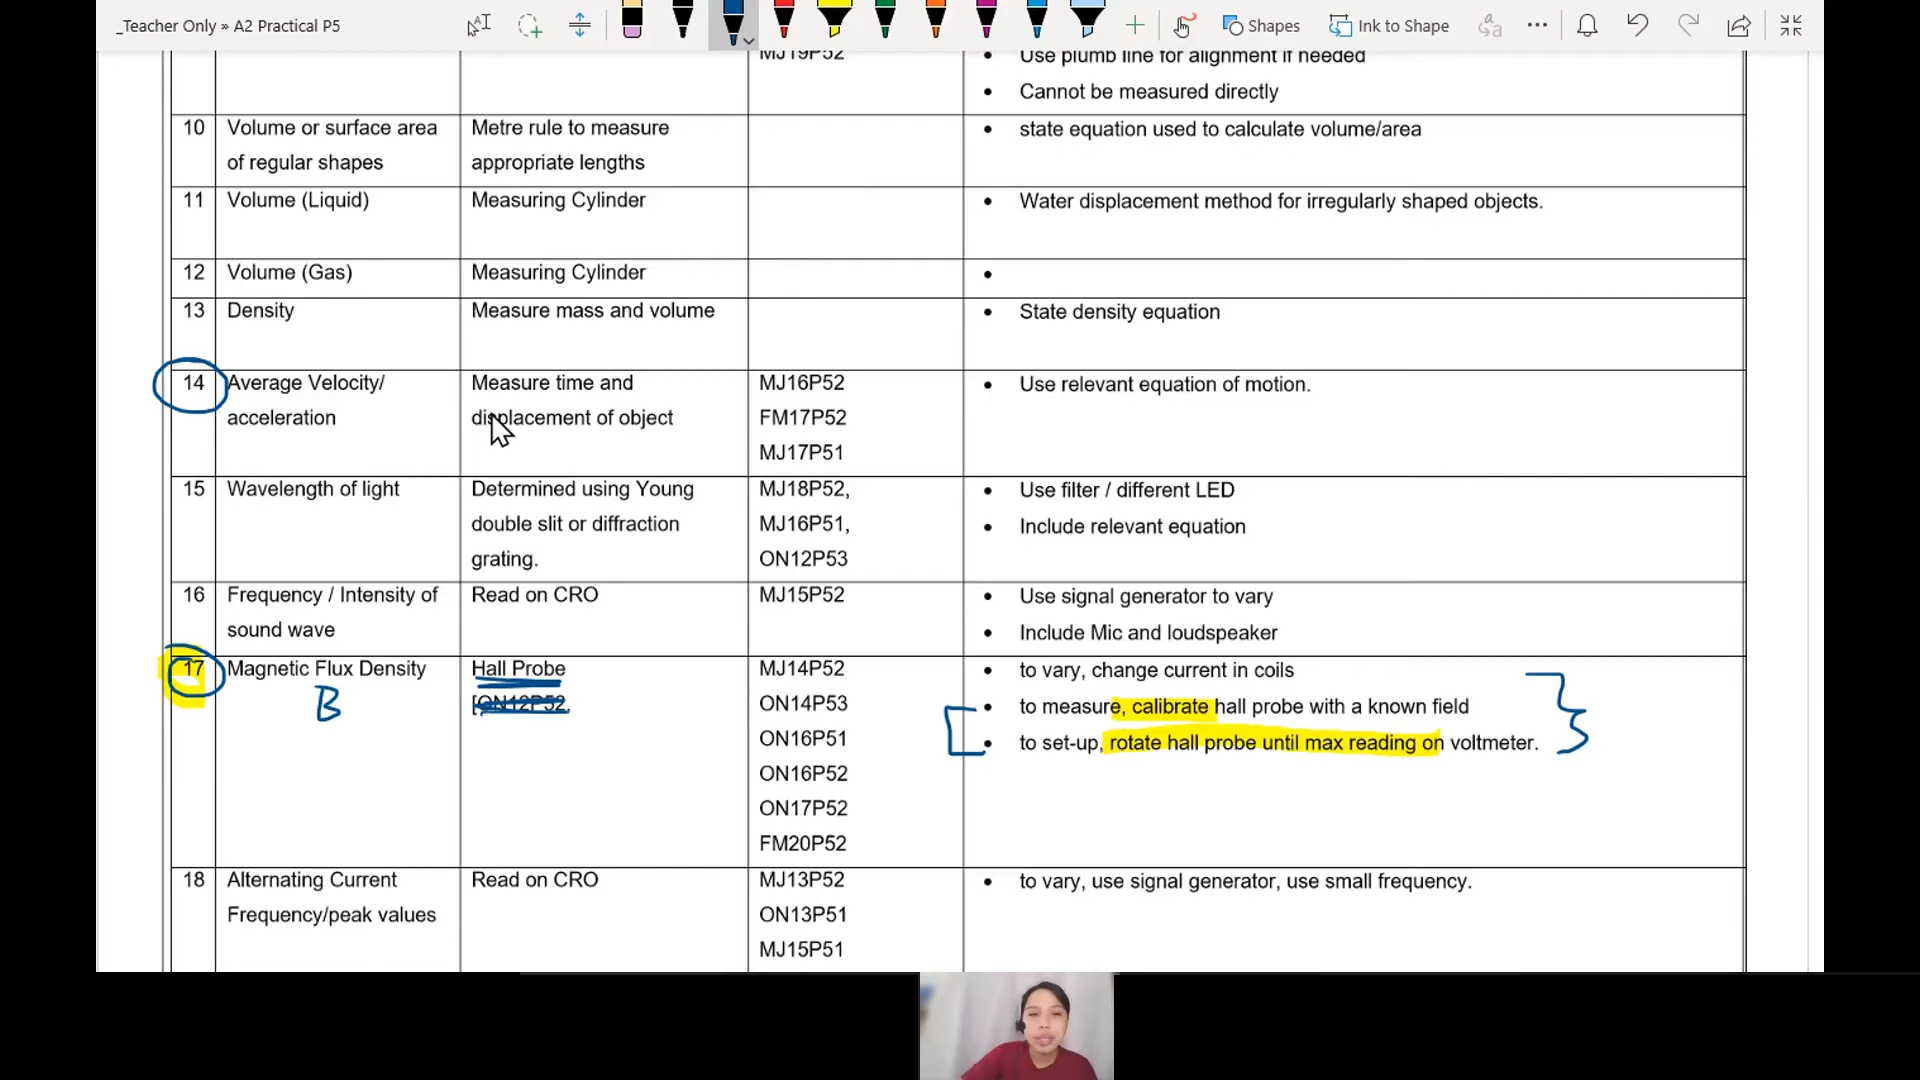 _Teacher Only » A2 Practical P5
Shapes
Ink to Shape
MJ19P52
• Use plumb line for alignment if needed
• Cannot be measured directly
10 Volume or surface area of regular shapes
Metre rule to measure appropriate lengths
• state equation used to calculate volume/area
11 Volume (Liquid)
Measuring Cylinder
• Water displacement method for irregularly shaped objects.
12 Volume (Gas)
Measuring Cylinder
•
13 Density
Measure mass and volume
• State density equation
14 Average Velocity/
acceleration
Measure time and
displacement of object
MJ16P52
FM17P52
MJ17P51
• Use relevant equation of motion.
15 Wavelength of light
Determined using Young
double slit or diffraction
grating.
MJ18P52,
MJ16P51,
ON12P53
• Use filter / different LED
• Include relevant equation
16 Frequency / Intensity of
sound wave
Read on CRO
MJ15P52
• Use signal generator to vary
• Include Mic and loudspeaker
17 Magnetic Flux Density
B
Hall Probe
[ON12P52,
MJ14P52
ON14P53
ON16P51
ON16P52
ON17P52
FM20P52
• to vary, change current in coils
• to measure, calibrate hall probe with a known field
• to set-up, rotate hall probe until max reading on voltmeter.
18 Alternating Current
Frequency/peak values
Read on CRO
MJ13P52
ON13P51
MJ15P51
• to vary, use signal generator, use small frequency.